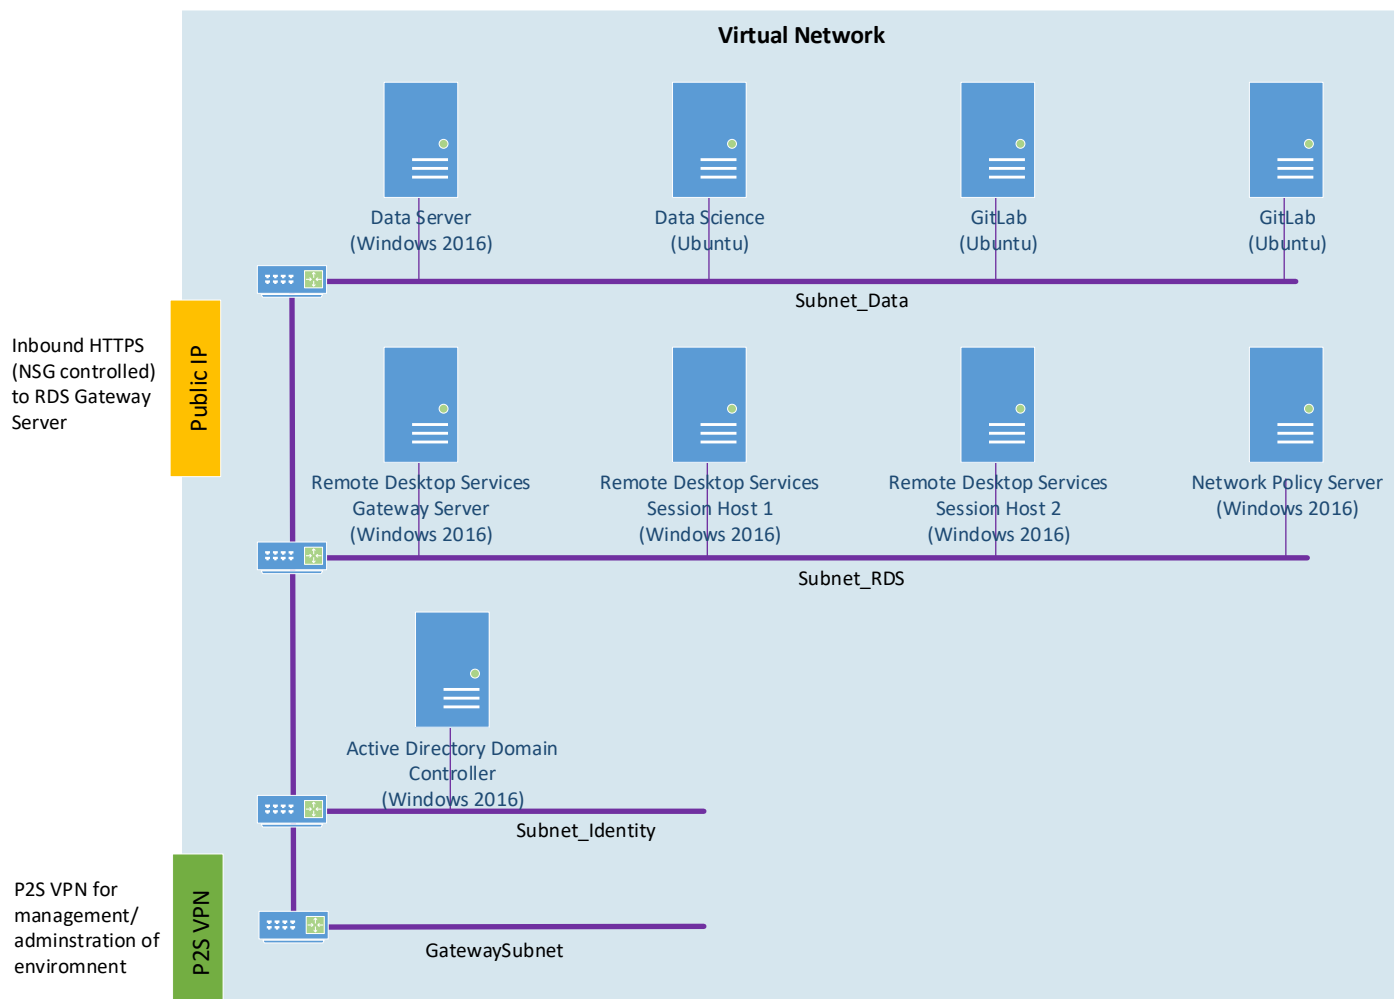 Virtual Network
Data Server
(Windows 2016)
Data Science
(Ubuntu)
GitLab
(Ubuntu)
GitLab
(Ubuntu)
Subnet_Data
Inbound HTTPS
(NSG controlled)
to RDS Gateway
Server
Public IP
Remote Desktop Services
Gateway Server
(Windows 2016)
Remote Desktop Services
Session Host 1
(Windows 2016)
Remote Desktop Services
Session Host 2
(Windows 2016)
Network Policy Server
(Windows 2016)
Subnet_RDS
Active Directory Domain
Controller
(Windows 2016)
Subnet_Identity
P2S VPN for
management/
adminstration of
enviromnent
P2S VPN
GatewaySubnet